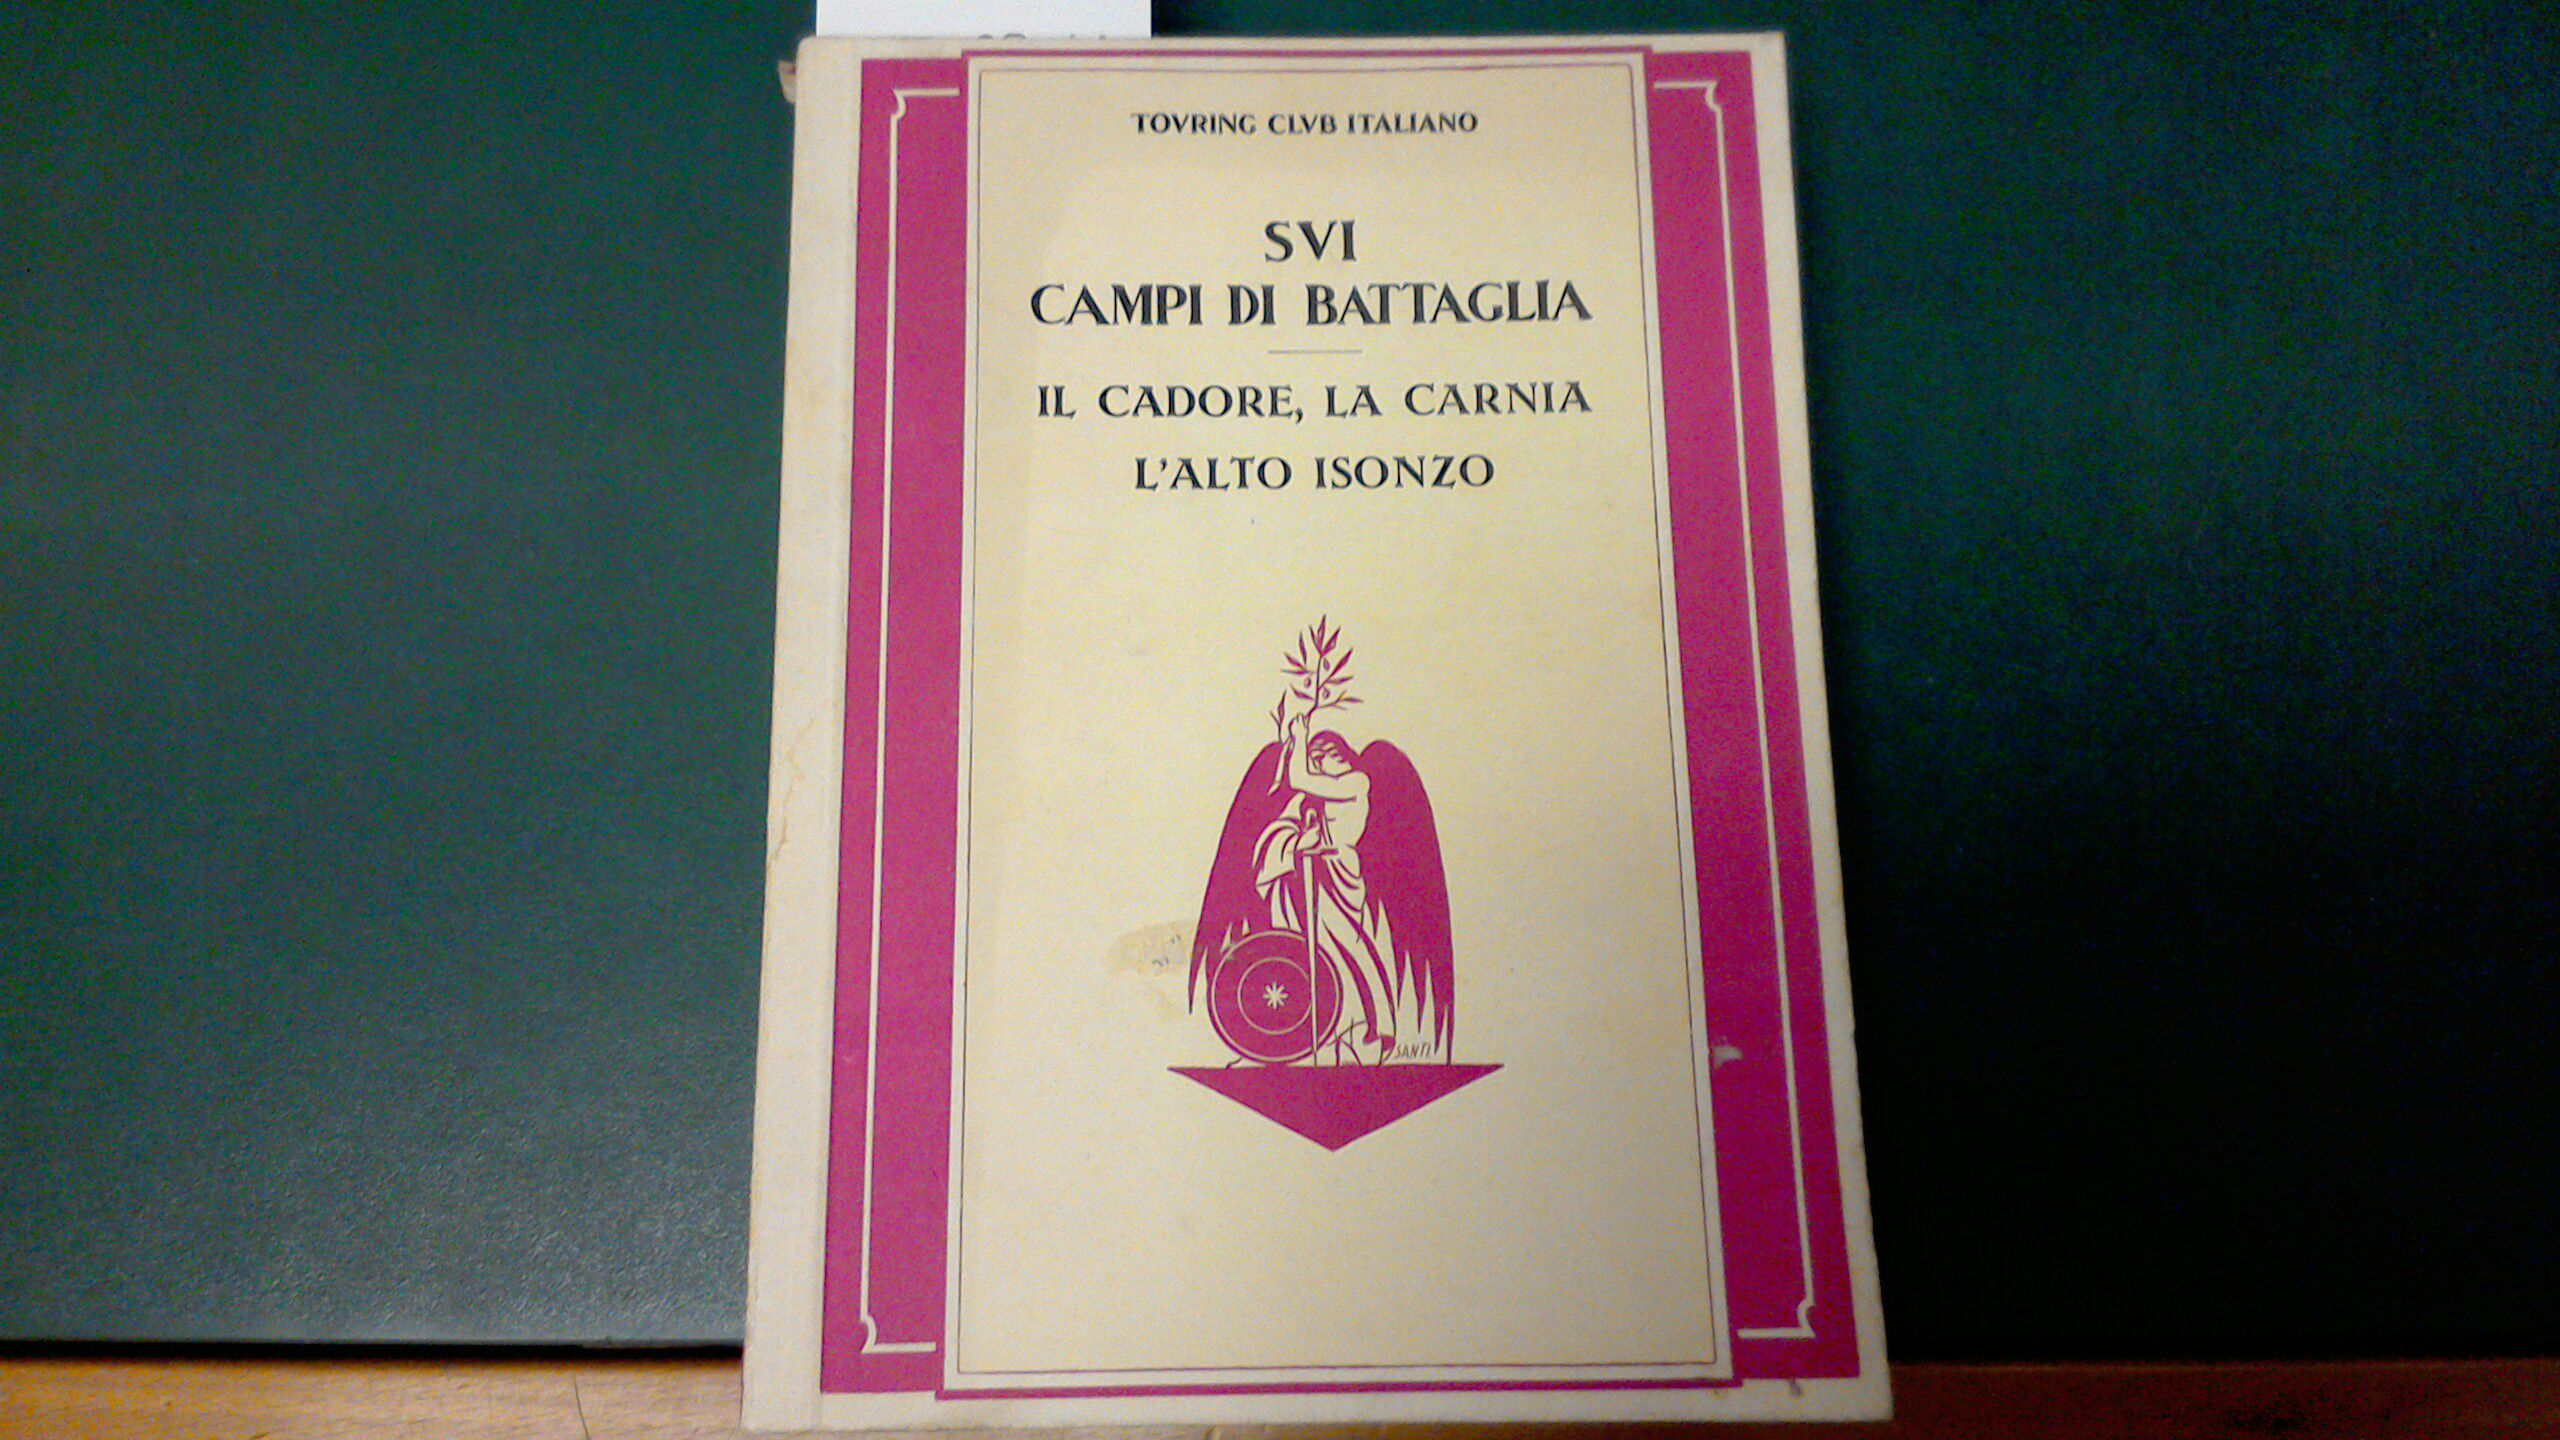 TOVRING CLVB ITALIANO
SVI
CAMPI DI BATTAGLIA
IL CADORE, LA CARNIA
L'ALTO ISONZO
SANTI.